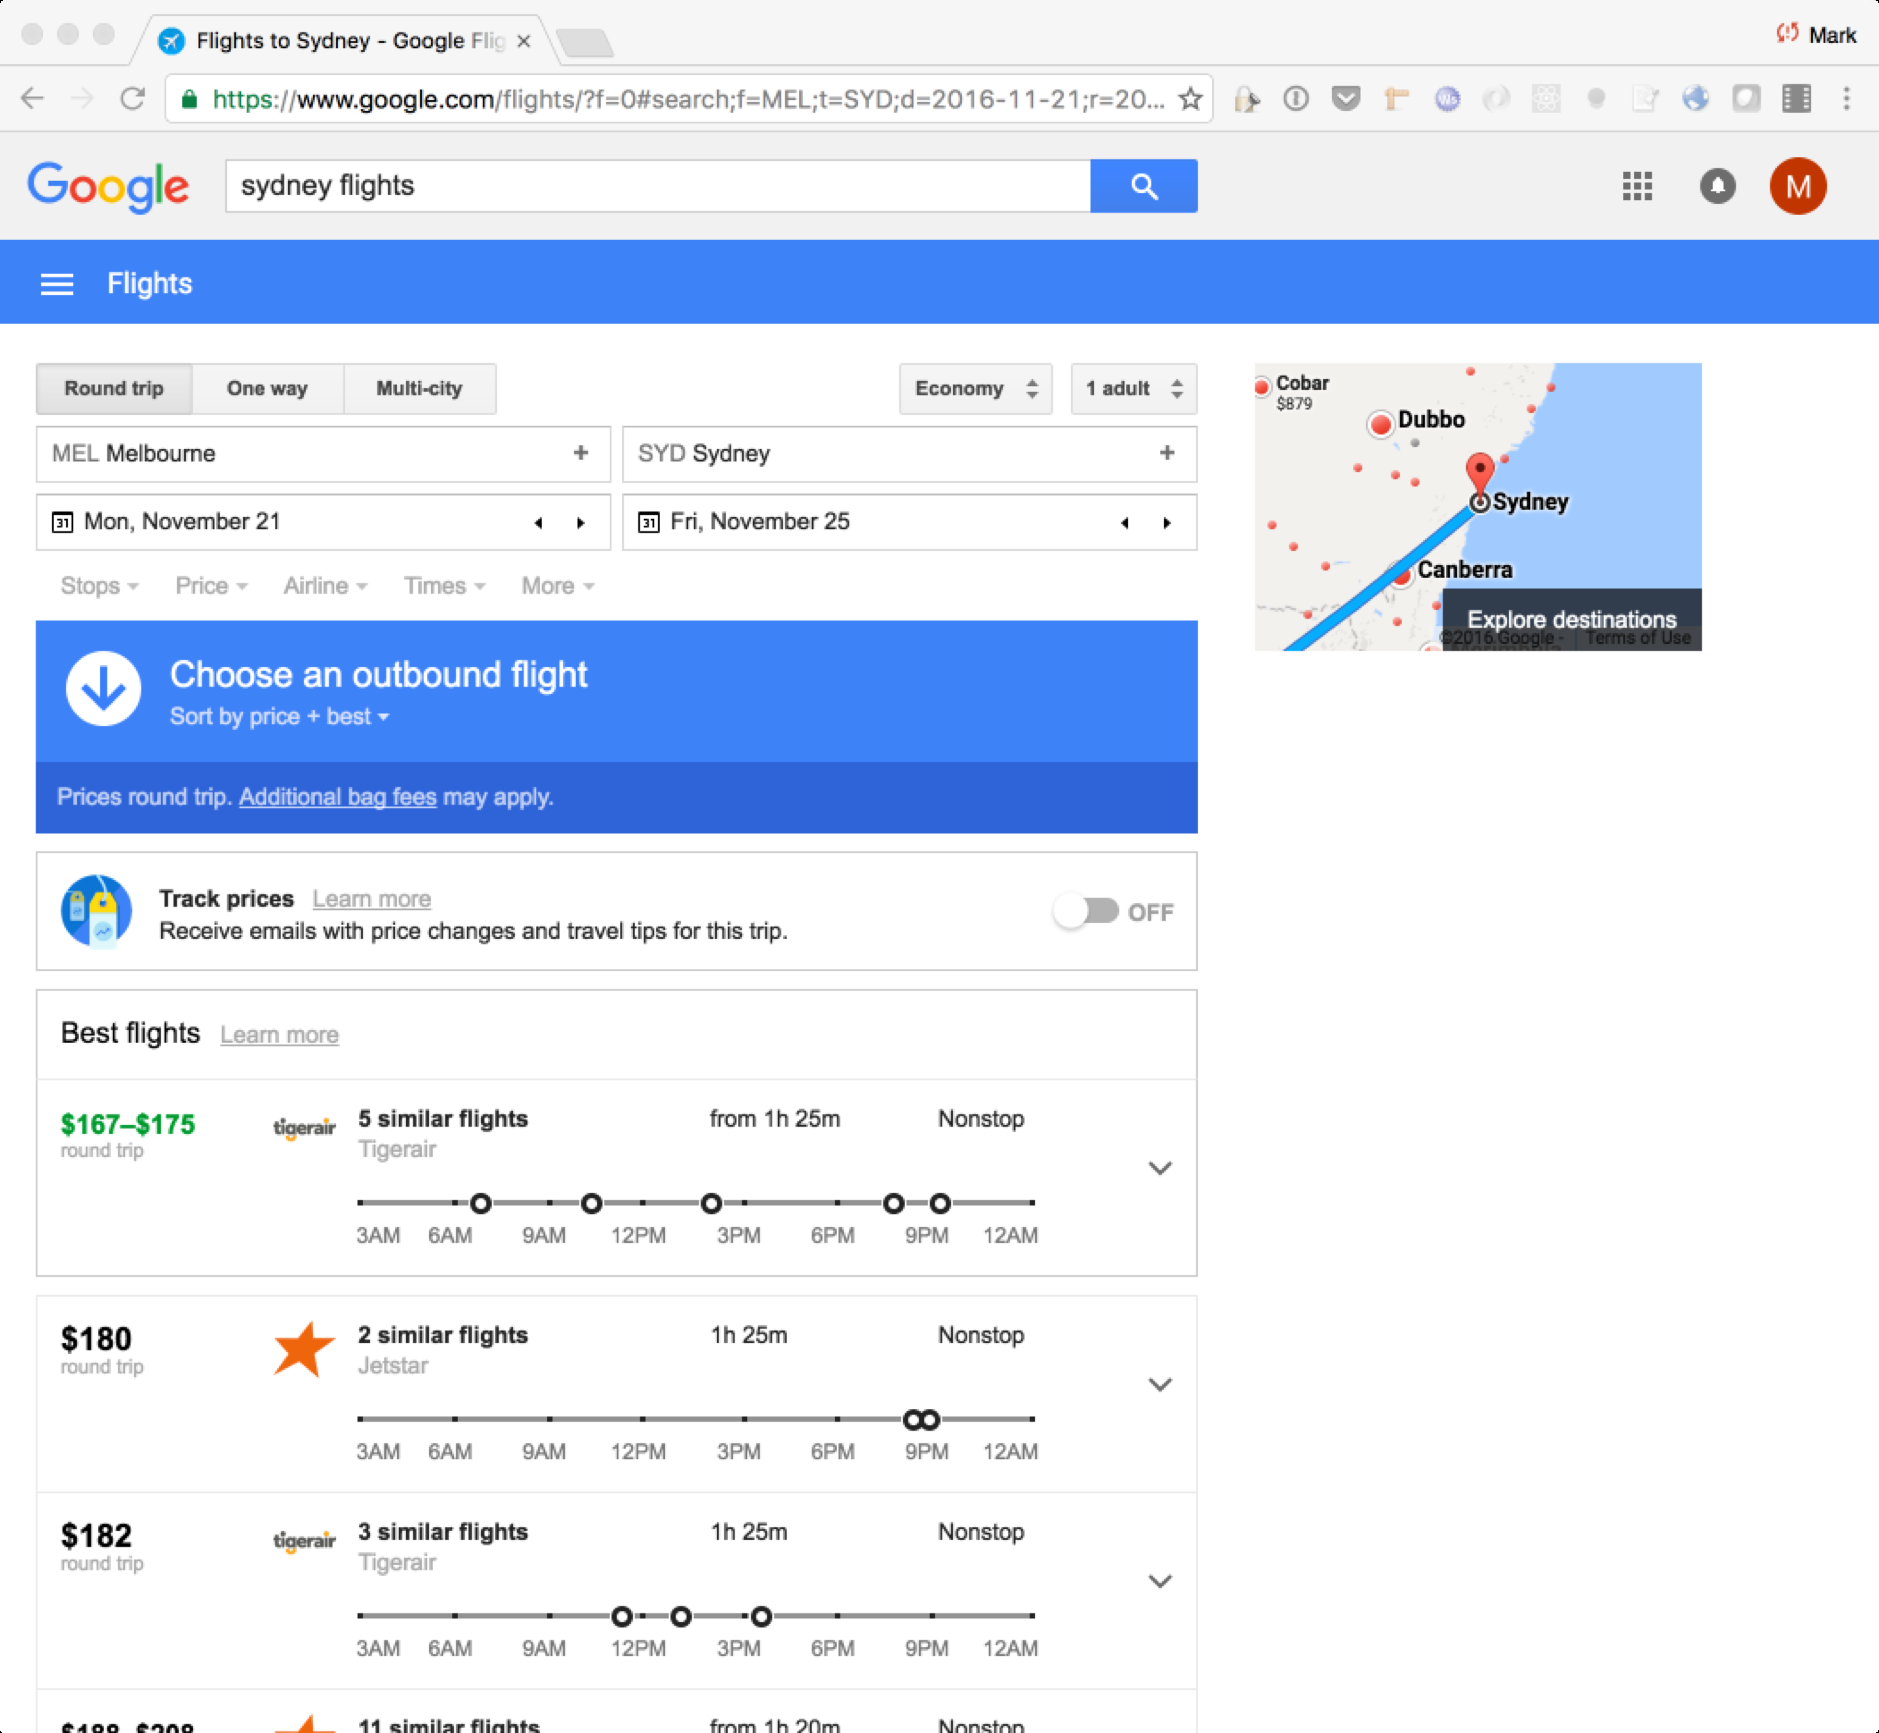 Flights to Sydney - Google Flig
Mark
https://www.google.com/flights/?f=0#search;f=MEL;t=SYD;d=2016-11-21;r=20...
Google
sydney flights
M
Flights
Round trip
One way
Multi-city
Economy
1 adult
MEL Melbourne
+
SYD Sydney
+
31 Mon, November 21
31 Fri, November 25
Stops
Price
Airline
Times
More
Cobar
$879
Dubbo
Sydney
Canberra
Explore destinations
©2016 Google -
Terms of Use
Choose an outbound flight
Sort by price + best
Prices round trip. Additional bag fees may apply.
Track prices Learn more
Receive emails with price changes and travel tips for this trip.
OFF
Best flights Learn more
$167–$175
round trip
tigerair
5 similar flights
Tigerair
from 1h 25m
Nonstop
3AM 6AM 9AM 12PM 3PM 6PM 9PM 12AM
$180
round trip
2 similar flights
Jetstar
1h 25m
Nonstop
3AM 6AM 9AM 12PM 3PM 6PM 9PM 12AM
$182
round trip
tigerair
3 similar flights
Tigerair
1h 25m
Nonstop
3AM 6AM 9AM 12PM 3PM 6PM 9PM 12AM
$188–$208
11 similar flights
from 1h 20m
Nonstop